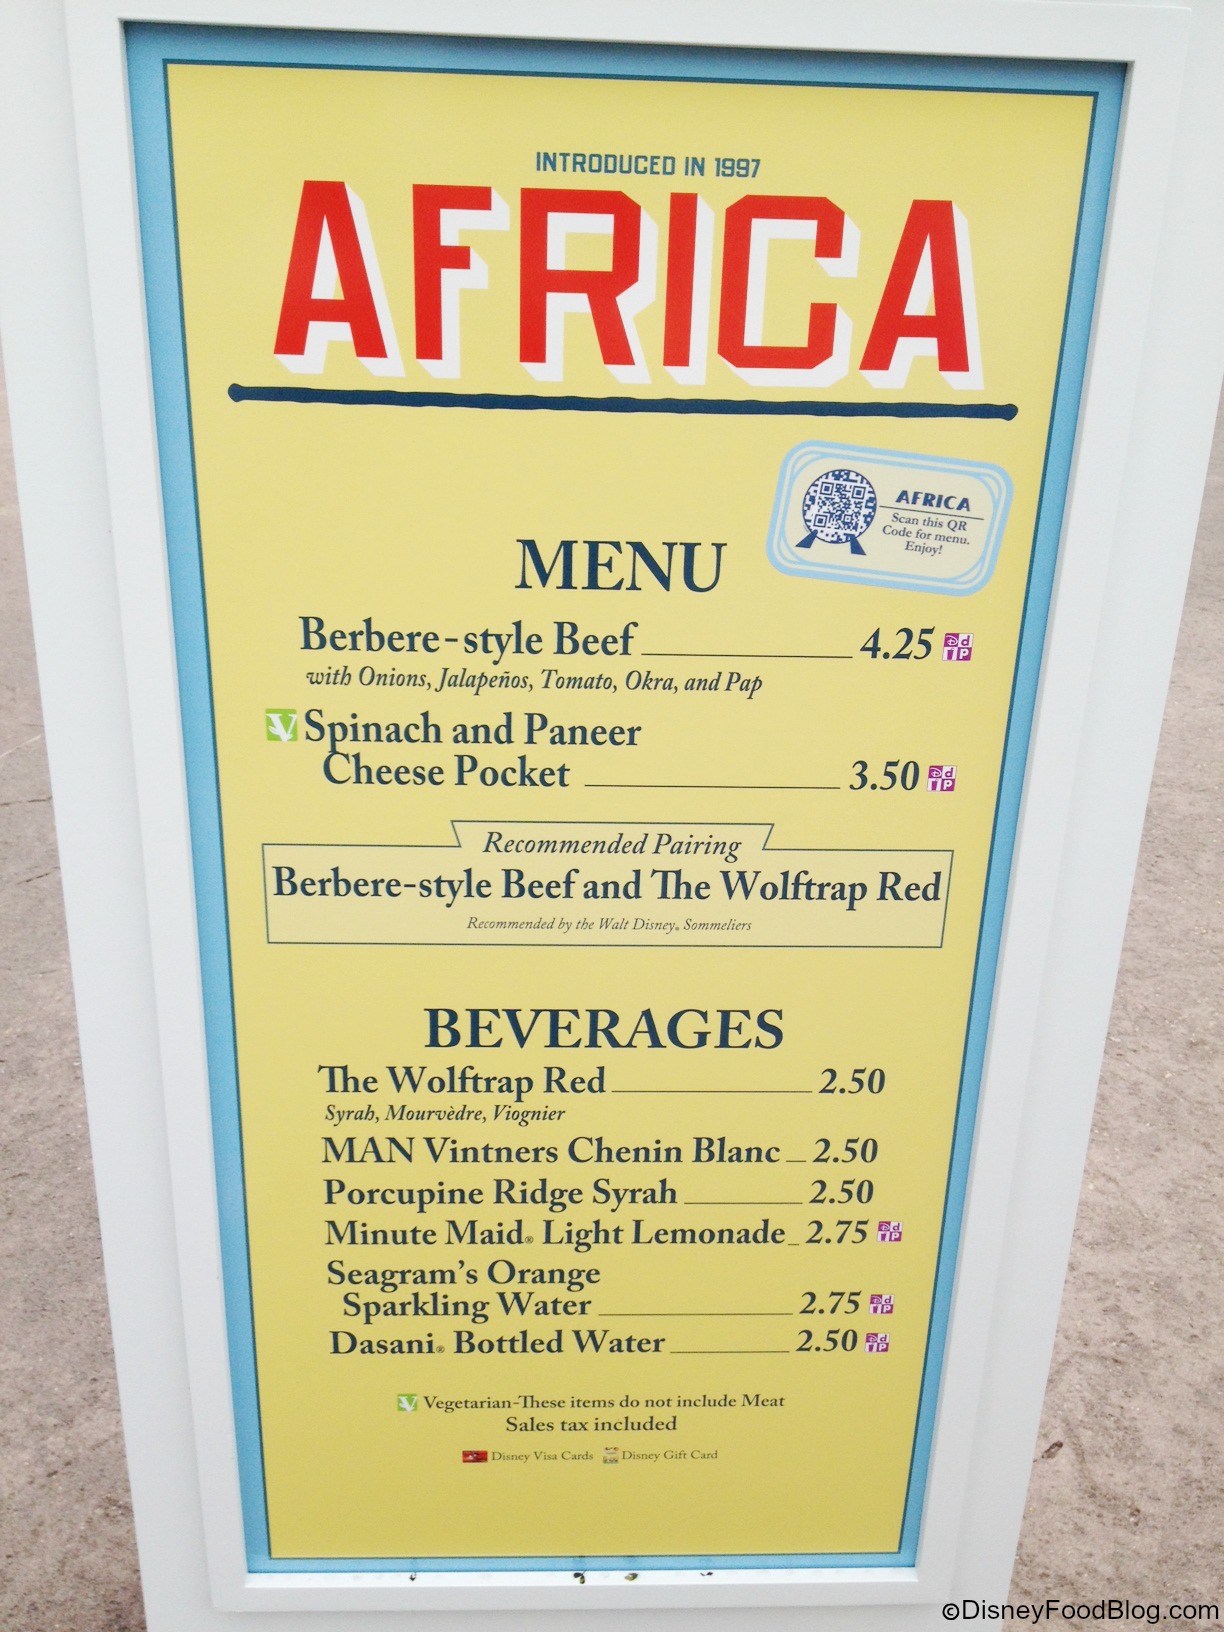 INTRODUCED IN 1997
AFRICA
AFRICA
Scan this QR
Code for menu.
Enjoy!
MENU
Berbere-style Beef 4.25
with Onions, Jalapeños, Tomato, Okra, and Pap
Spinach and Paneer
Cheese Pocket 3.50
Recommended Pairing
Berbere-style Beef and The Wolftrap Red
Recommended by the Walt Disney® Sommeliers
BEVERAGES
The Wolftrap Red 2.50
Syrah, Mourvèdre, Viognier
MAN Vintners Chenin Blanc 2.50
Porcupine Ridge Syrah 2.50
Minute Maid® Light Lemonade 2.75
Seagram's Orange
Sparkling Water 2.75
Dasani® Bottled Water 2.50
V Vegetarian-These items do not include Meat
Sales tax included
Disney Visa Cards Disney Gift Card
©DisneyFoodBlog.com